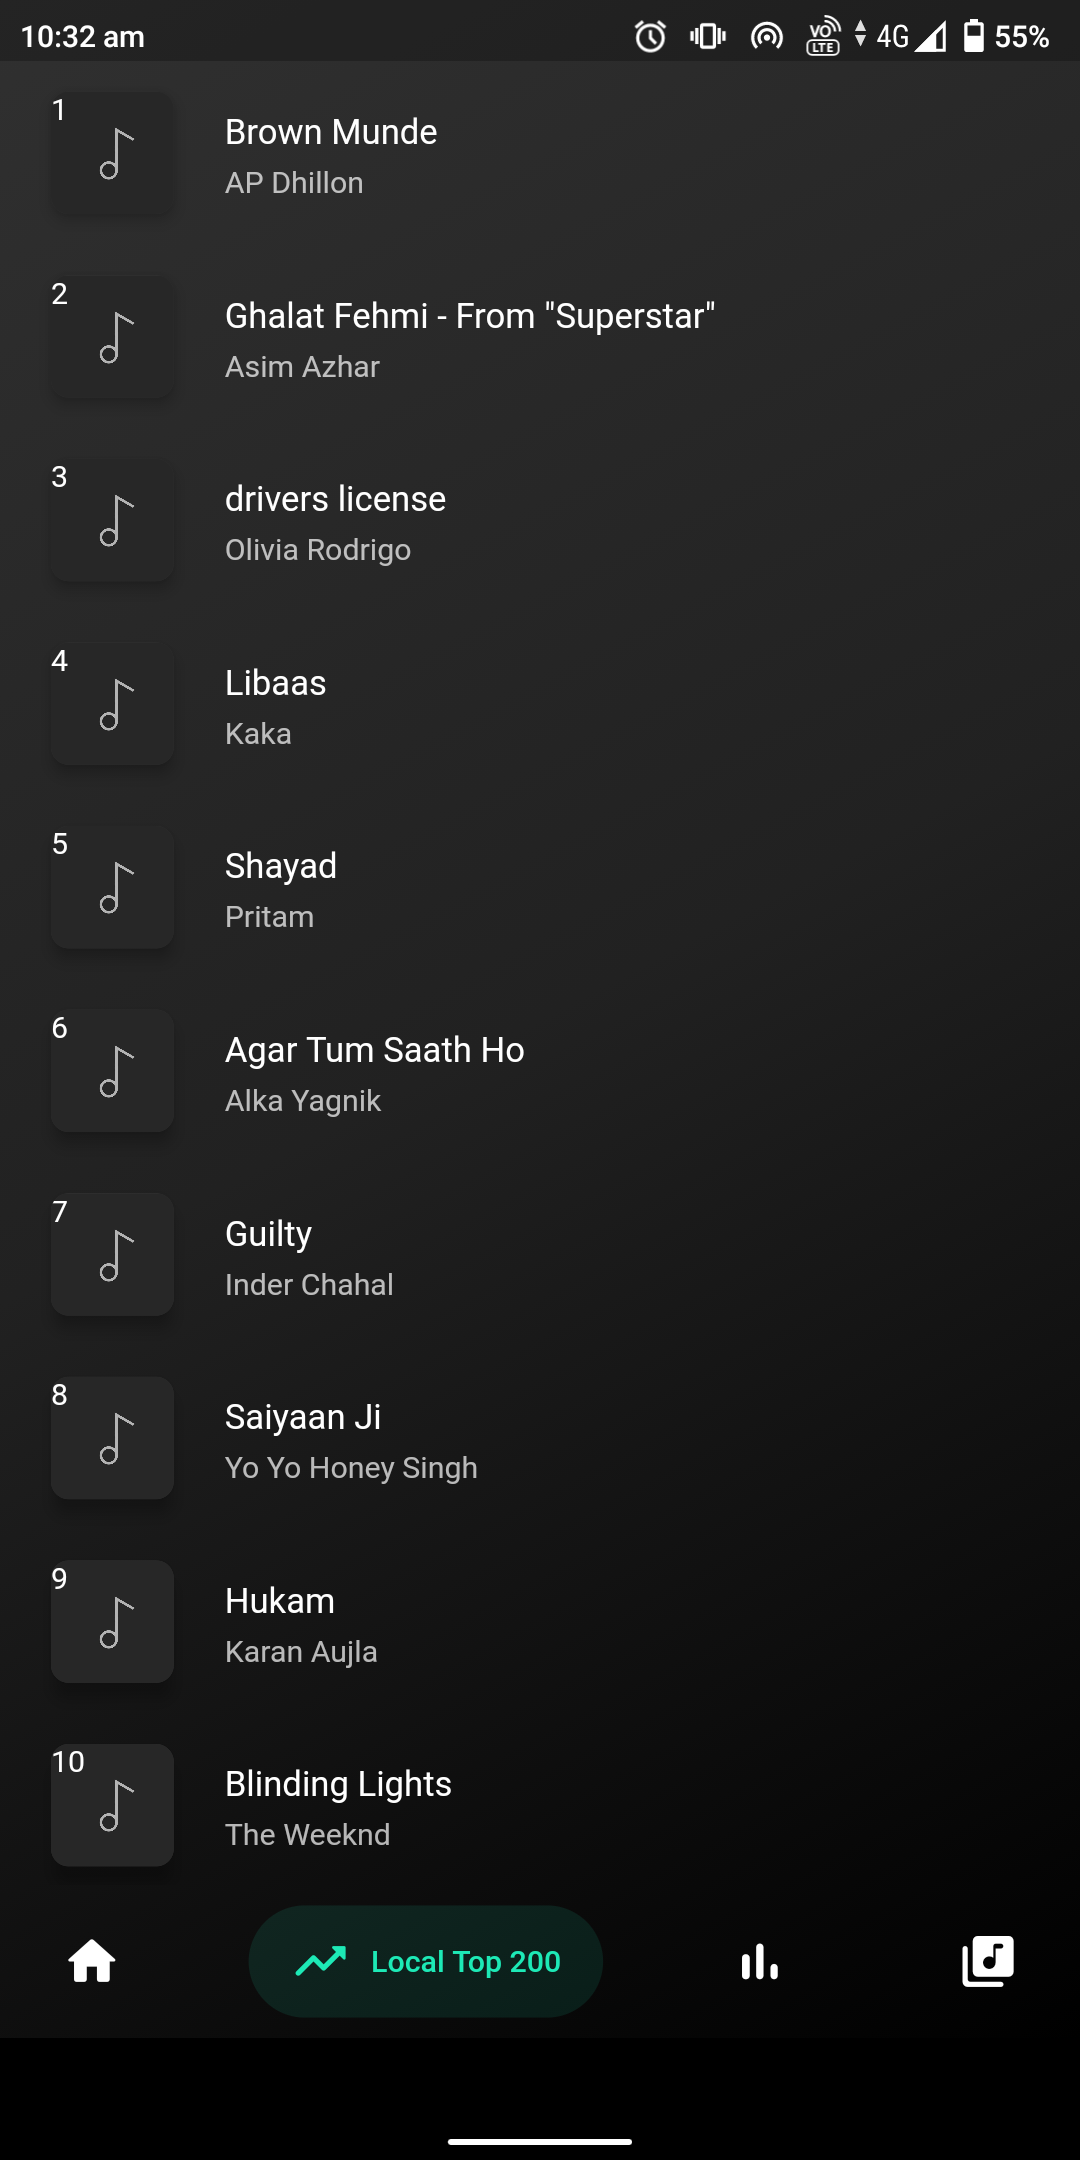 10:32 am VO LTE 4G 55%
1
Brown Munde
AP Dhillon
2
Ghalat Fehmi - From "Superstar"
Asim Azhar
3
drivers license
Olivia Rodrigo
4
Libaas
Kaka
5
Shayad
Pritam
6
Agar Tum Saath Ho
Alka Yagnik
7
Guilty
Inder Chahal
8
Saiyaan Ji
Yo Yo Honey Singh
9
Hukam
Karan Aujla
10
Blinding Lights
The Weeknd
Local Top 200